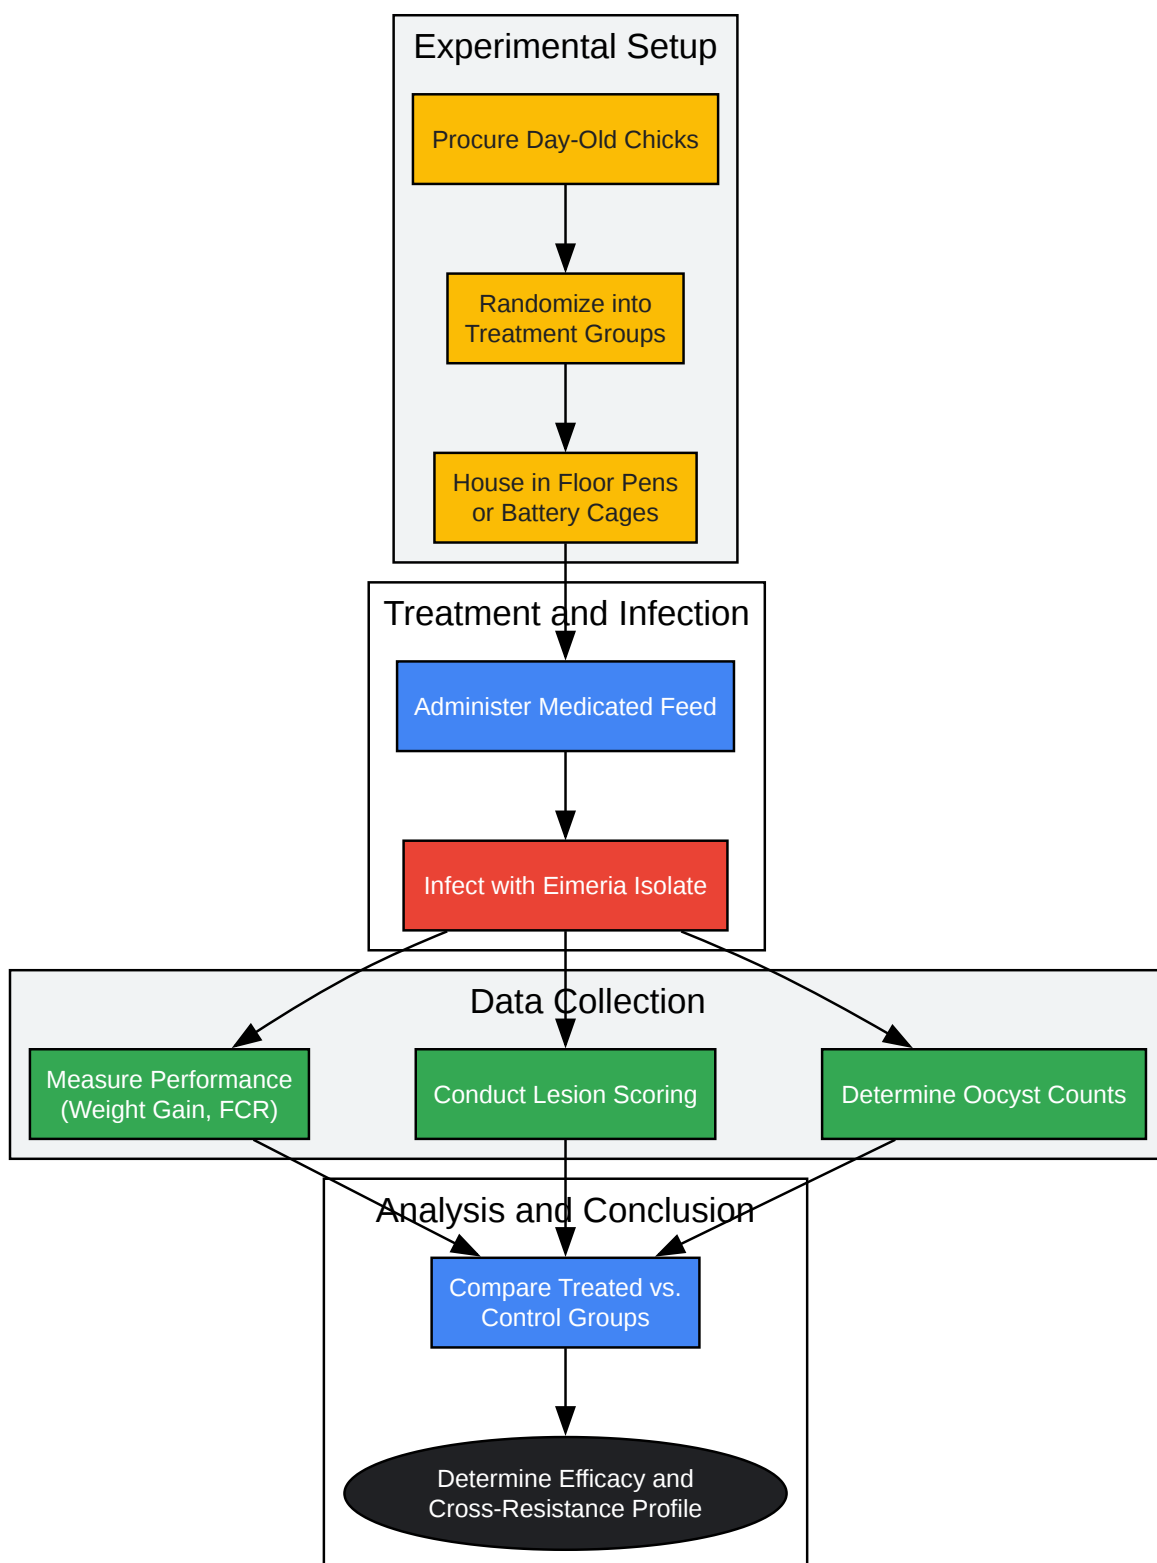 Experimental Setup
Procure Day-Old Chicks
Randomize into
Treatment Groups
House in Floor Pens
or Battery Cages
Treatment and Infection
Administer Medicated Feed
Infect with Eimeria Isolate
Data Collection
Measure Performance
(Weight Gain, FCR)
Conduct Lesion Scoring
Determine Oocyst Counts
Analysis and Conclusion
Compare Treated vs.
Control Groups
Determine Efficacy and
Cross-Resistance Profile